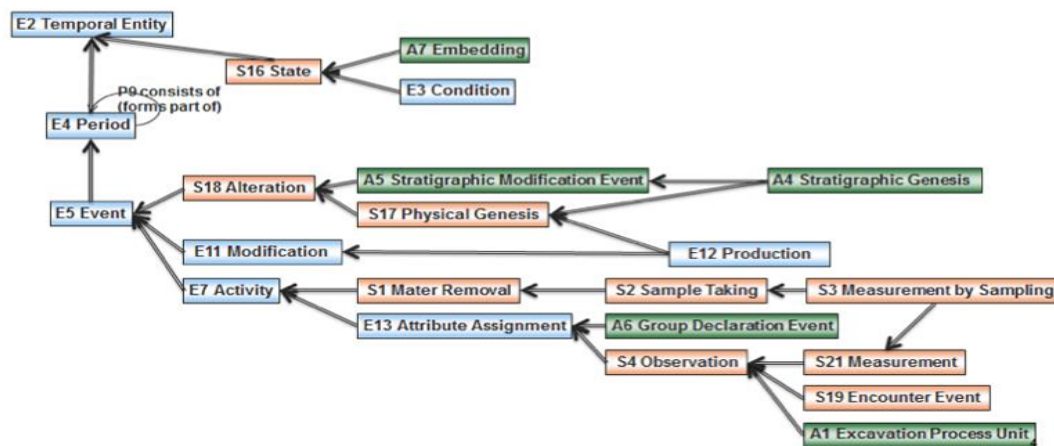 E2 Temporal Entity
A7 Embedding
S16 State
E3 Condition
P9 consists of
(forms part of)
E4 Period
S18 Alteration
A5 Stratigraphic Modification Event
A4 Stratigraphic Genesis
E5 Event
S17 Physical Genesis
E11 Modification
E12 Production
E7 Activity
S1 Mater Removal
S2 Sample Taking
S3 Measurement by Sampling
E13 Attribute Assignment
A6 Group Declaration Event
S4 Observation
S21 Measurement
S19 Encounter Event
A1 Excavation Process Unit